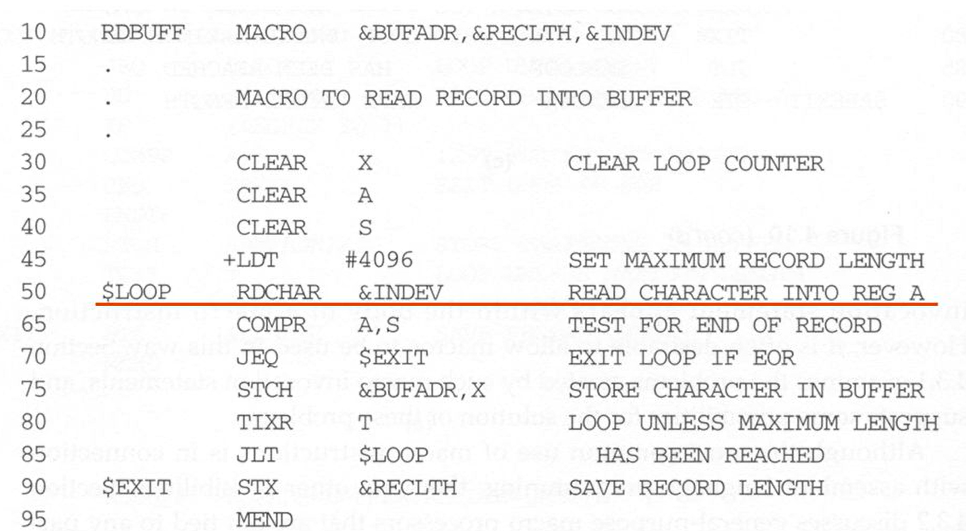 10 RDBUFF MACRO &BUFADR,&RECLTH,&INDEV
15 .
20 . MACRO TO READ RECORD INTO BUFFER
25 .
30 CLEAR X CLEAR LOOP COUNTER
35 CLEAR A
40 CLEAR S
45 +LDT #4096 SET MAXIMUM RECORD LENGTH
50 $LOOP RDCHAR &INDEV READ CHARACTER INTO REG A
65 COMPR A,S TEST FOR END OF RECORD
70 JEQ $EXIT EXIT LOOP IF EOR
75 STCH &BUFADR,X STORE CHARACTER IN BUFFER
80 TIXR T LOOP UNLESS MAXIMUM LENGTH
85 JLT $LOOP HAS BEEN REACHED
90 $EXIT STX &RECLTH SAVE RECORD LENGTH
95 MEND